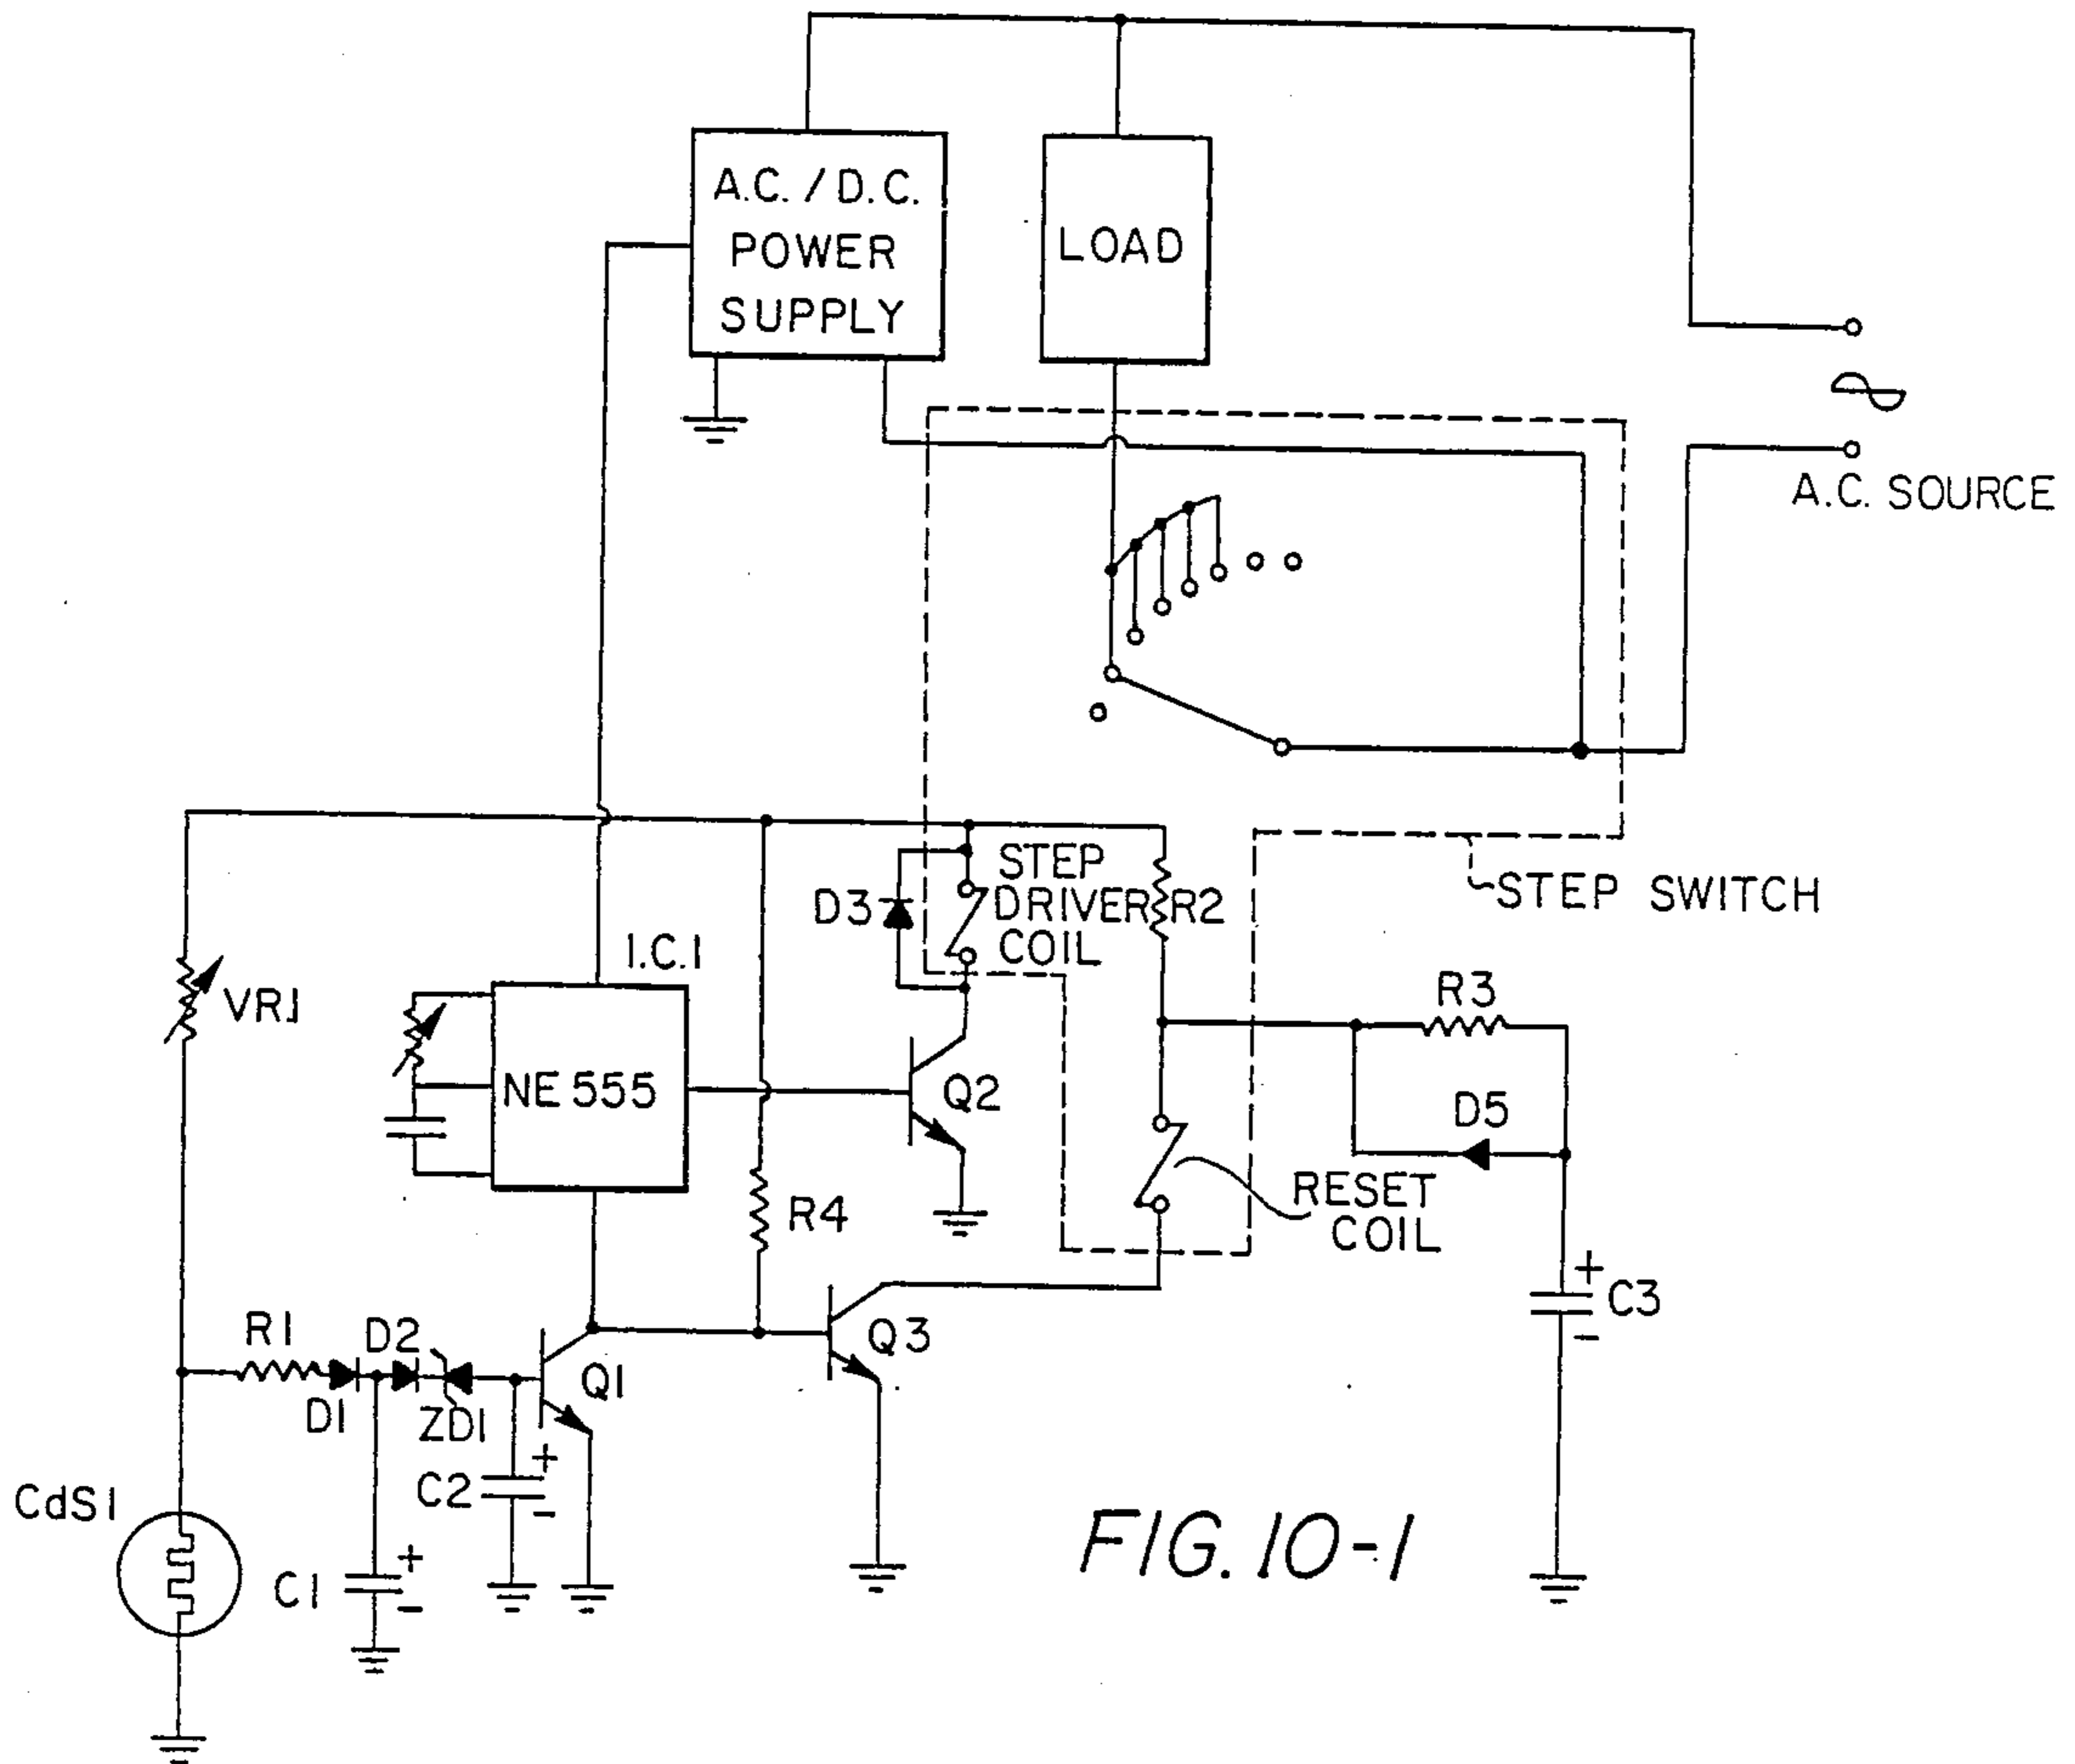 A.C./D.C.
POWER
SUPPLY
LOAD
A.C. SOURCE
STEP
DRIVER
COIL
D3
R2
STEP SWITCH
I.C.I
VR1
R3
NE 555
Q2
D5
R4
RESET
COIL
C3
+
-
R1
D2
Q3
Q1
D1
ZD1
C2
+
-
CdS1
C1
+
-
FIG. 10-1